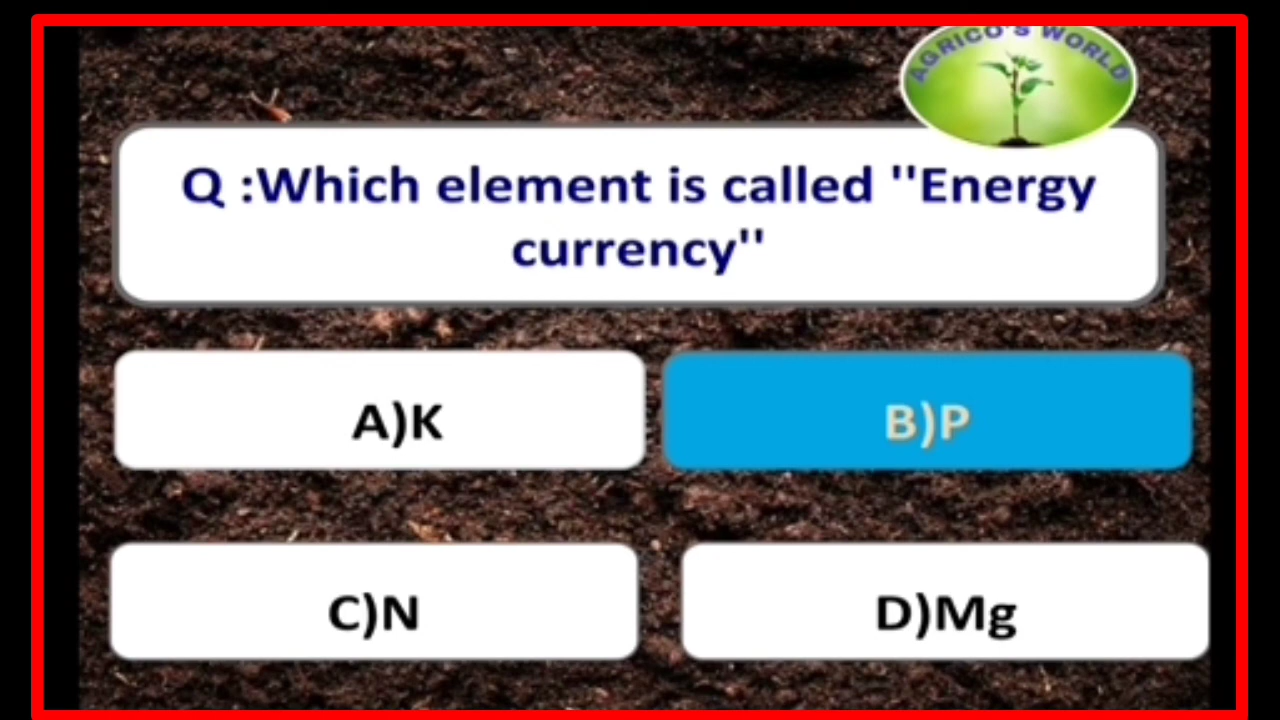 AGRICO'S WORLD
Q :Which element is called ''Energy
currency''
A)K
B)P
C)N
D)Mg